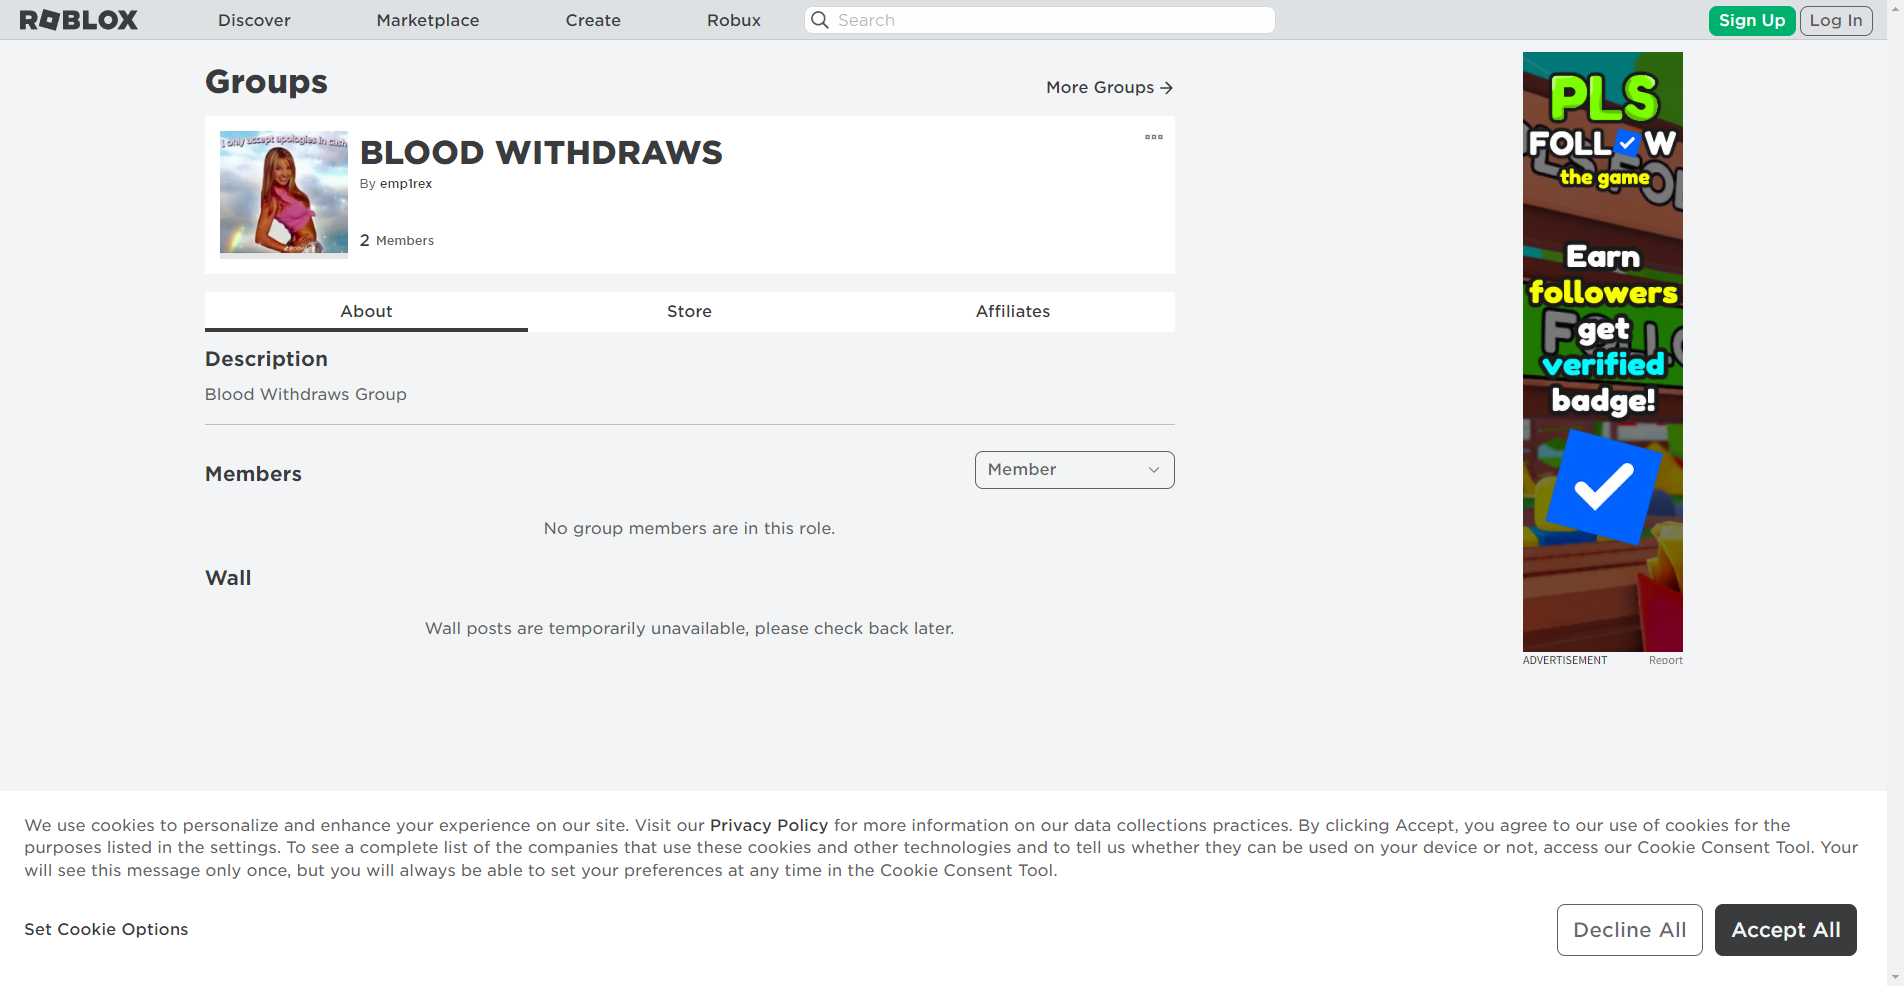 ROBLOX
Discover
Marketplace
Create
Robux
Search
Sign Up
Log In
Groups
More Groups
I only accept apologies in cash
BLOOD WITHDRAWS
By emp1rex
2 Members
About
Store
Affiliates
Description
Blood Withdraws Group
Members
Member
No group members are in this role.
Wall
Wall posts are temporarily unavailable, please check back later.
PLS
FOLLOW
the game
Earn
followers
get
verified
badge!
ADVERTISEMENT
Report
We use cookies to personalize and enhance your experience on our site. Visit our Privacy Policy for more information on our data collections practices. By clicking Accept, you agree to our use of cookies for the
purposes listed in the settings. To see a complete list of the companies that use these cookies and other technologies and to tell us whether they can be used on your device or not, access our Cookie Consent Tool. Your
will see this message only once, but you will always be able to set your preferences at any time in the Cookie Consent Tool.
Set Cookie Options
Decline All
Accept All